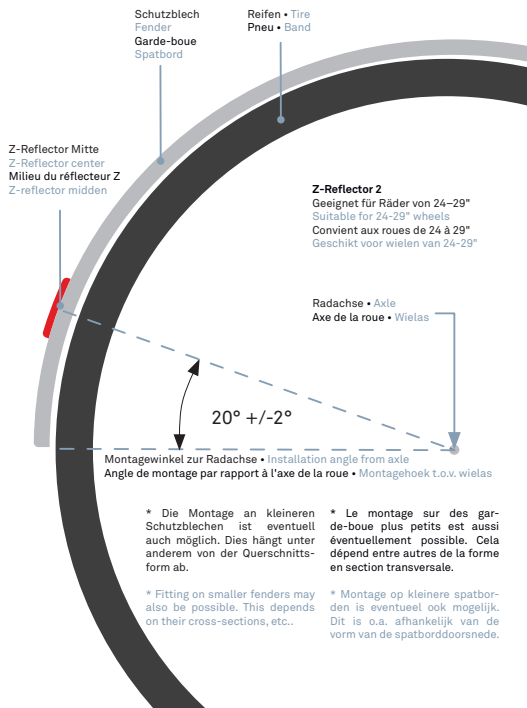 Schutzblech
Fender
Garde-boue
Spatbord
Reifen • Tire
Pneu • Band
Z-Reflector Mitte
Z-Reflector center
Milieu du réflecteur Z
Z-reflector midden
Z-Reflector 2
Geeignet für Räder von 24–29"
Suitable for 24-29" wheels
Convient aux roues de 24 à 29"
Geschikt voor wielen van 24-29"
Radachse • Axle
Axe de la roue • Wielas
20° +/-2°
Montagewinkel zur Radachse • Installation angle from axle
Angle de montage par rapport à l'axe de la roue • Montagehoek t.o.v. wielas
* Die Montage an kleineren
Schutzblechen ist eventuell
auch möglich. Dies hängt unter
anderem von der Querschnitts-
form ab.
* Fitting on smaller fenders may
also be possible. This depends
on their cross-sections, etc..
* Le montage sur des gar-
de-boue plus petits est aussi
éventuellement possible. Cela
dépend entre autres de la forme
en section transversale.
* Montage op kleinere spatbor-
den is eventueel ook mogelijk.
Dit is o.a. afhankelijk van de
vorm van de spatborddoorsnede.